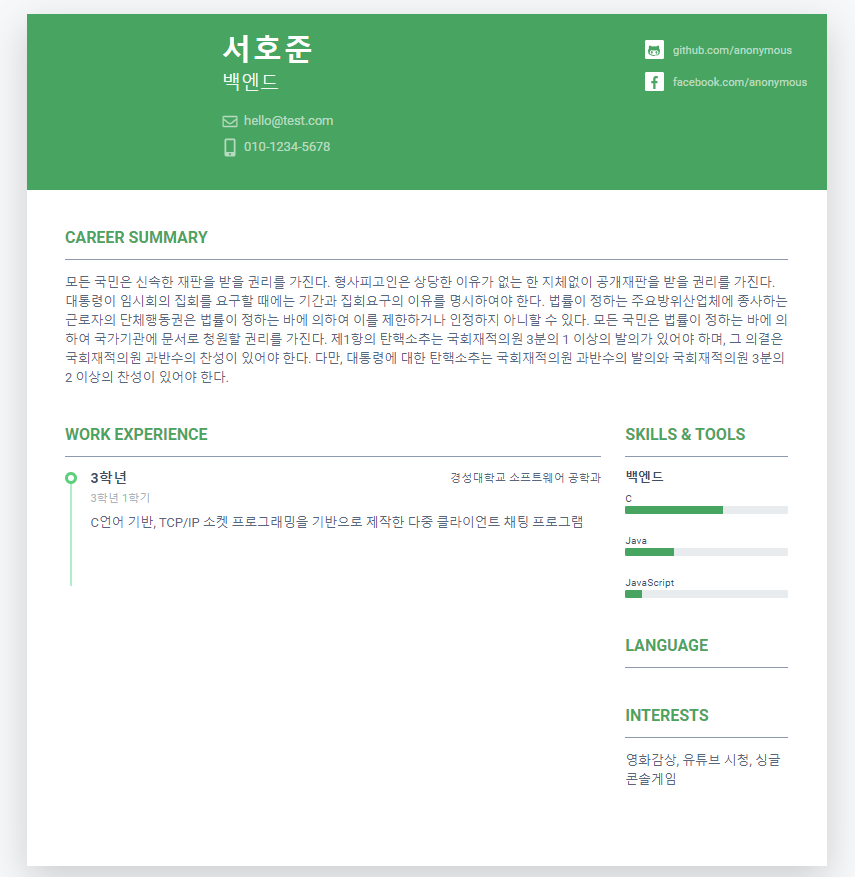 서호준
백엔드
hello@test.com
010-1234-5678
github.com/anonymous
facebook.com/anonymous
CAREER SUMMARY
모든 국민은 신속한 재판을 받을 권리를 가진다. 형사피고인은 상당한 이유가 없는 한 지체없이 공개재판을 받을 권리를 가진다.
대통령이 임시회의 집회를 요구할 때에는 기간과 집회요구의 이유를 명시하여야 한다. 법률이 정하는 주요방위산업체에 종사하는
근로자의 단체행동권은 법률이 정하는 바에 의하여 이를 제한하거나 인정하지 아니할 수 있다. 모든 국민은 법률이 정하는 바에 의
하여 국가기관에 문서로 청원할 권리를 가진다. 제1항의 탄핵소추는 국회재적의원 3분의 1 이상의 발의가 있어야 하며, 그 의결은
국회재적의원 과반수의 찬성이 있어야 한다. 다만, 대통령에 대한 탄핵소추는 국회재적의원 과반수의 발의와 국회재적의원 3분의
2 이상의 찬성이 있어야 한다.
WORK EXPERIENCE
3학년
경성대학교 소프트웨어 공학과
3학년 1학기
C언어 기반, TCP/IP 소켓 프로그래밍을 기반으로 제작한 다중 클라이언트 채팅 프로그램
SKILLS & TOOLS
백엔드
C
Java
JavaScript
LANGUAGE
INTERESTS
영화감상, 유튜브 시청, 싱글
콘솔게임